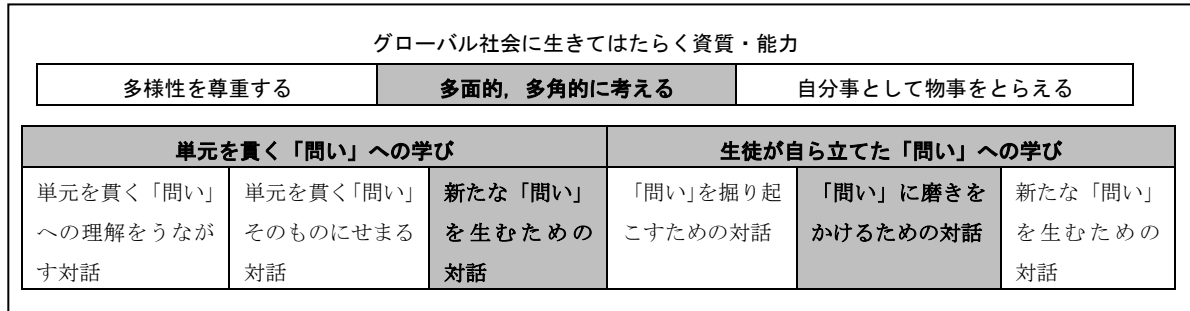 グローバル社会に生きてはたらく資質・能力
多様性を尊重する
多面的，多角的に考える
自分事として物事をとらえる
単元を貫く「問い」への学び
生徒が自ら立てた「問い」への学び
単元を貫く「問い」
への理解をうなが
す対話
単元を貫く「問い」
そのものにせまる
対話
新たな「問い」
を生むための
対話
「問い」を掘り起
こすための対話
「問い」に磨きを
かけるための対話
新たな「問い」
を生むための
対話